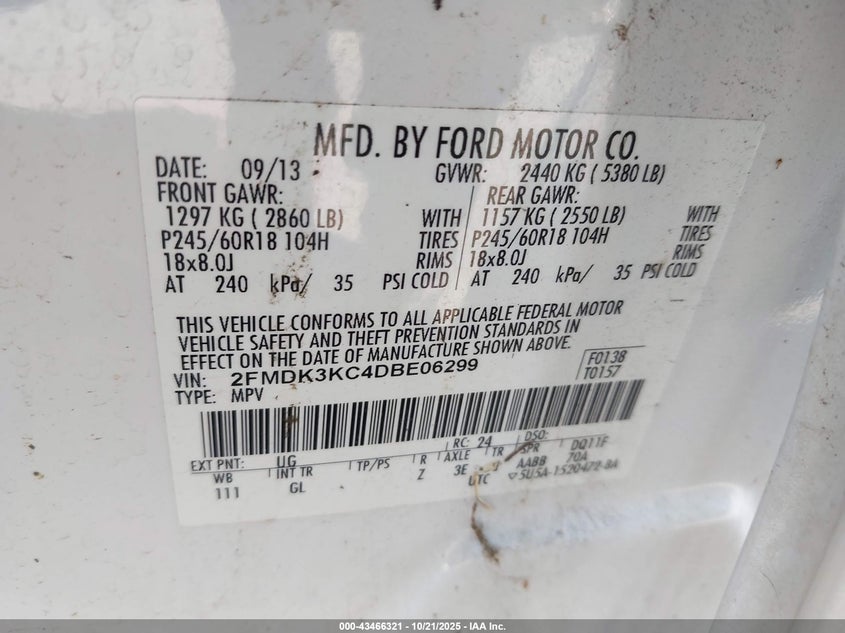 MFD. BY FORD MOTOR CO.
DATE: 09/13 GVWR: 2440 KG ( 5380 LB)
FRONT GAWR: REAR GAWR:
1297 KG ( 2860 LB) WITH 1157 KG ( 2550 LB) WITH
P245/60R18 104H TIRES P245/60R18 104H TIRES
18x8.0J RIMS 18x8.0J RIMS
AT 240 kPa/ 35 PSI COLD AT 240 kPa/ 35 PSI COLD
THIS VEHICLE CONFORMS TO ALL APPLICABLE FEDERAL MOTOR
VEHICLE SAFETY AND THEFT PREVENTION STANDARDS IN
EFFECT ON THE DATE OF MANUFACTURE SHOWN ABOVE.
VIN: 2FMDK3KC4DBE06299 F0138
TYPE: MPV T0157
EXT PNT: UG RC: 24 DSO:
WB INT TR TP/PS R AXLE TR SPR DQ11F
111 GL Z 3E AABB 70A
UTC 5U5A-1520472-BA
000-43466321 | 10/21/2025 | IAA Inc.